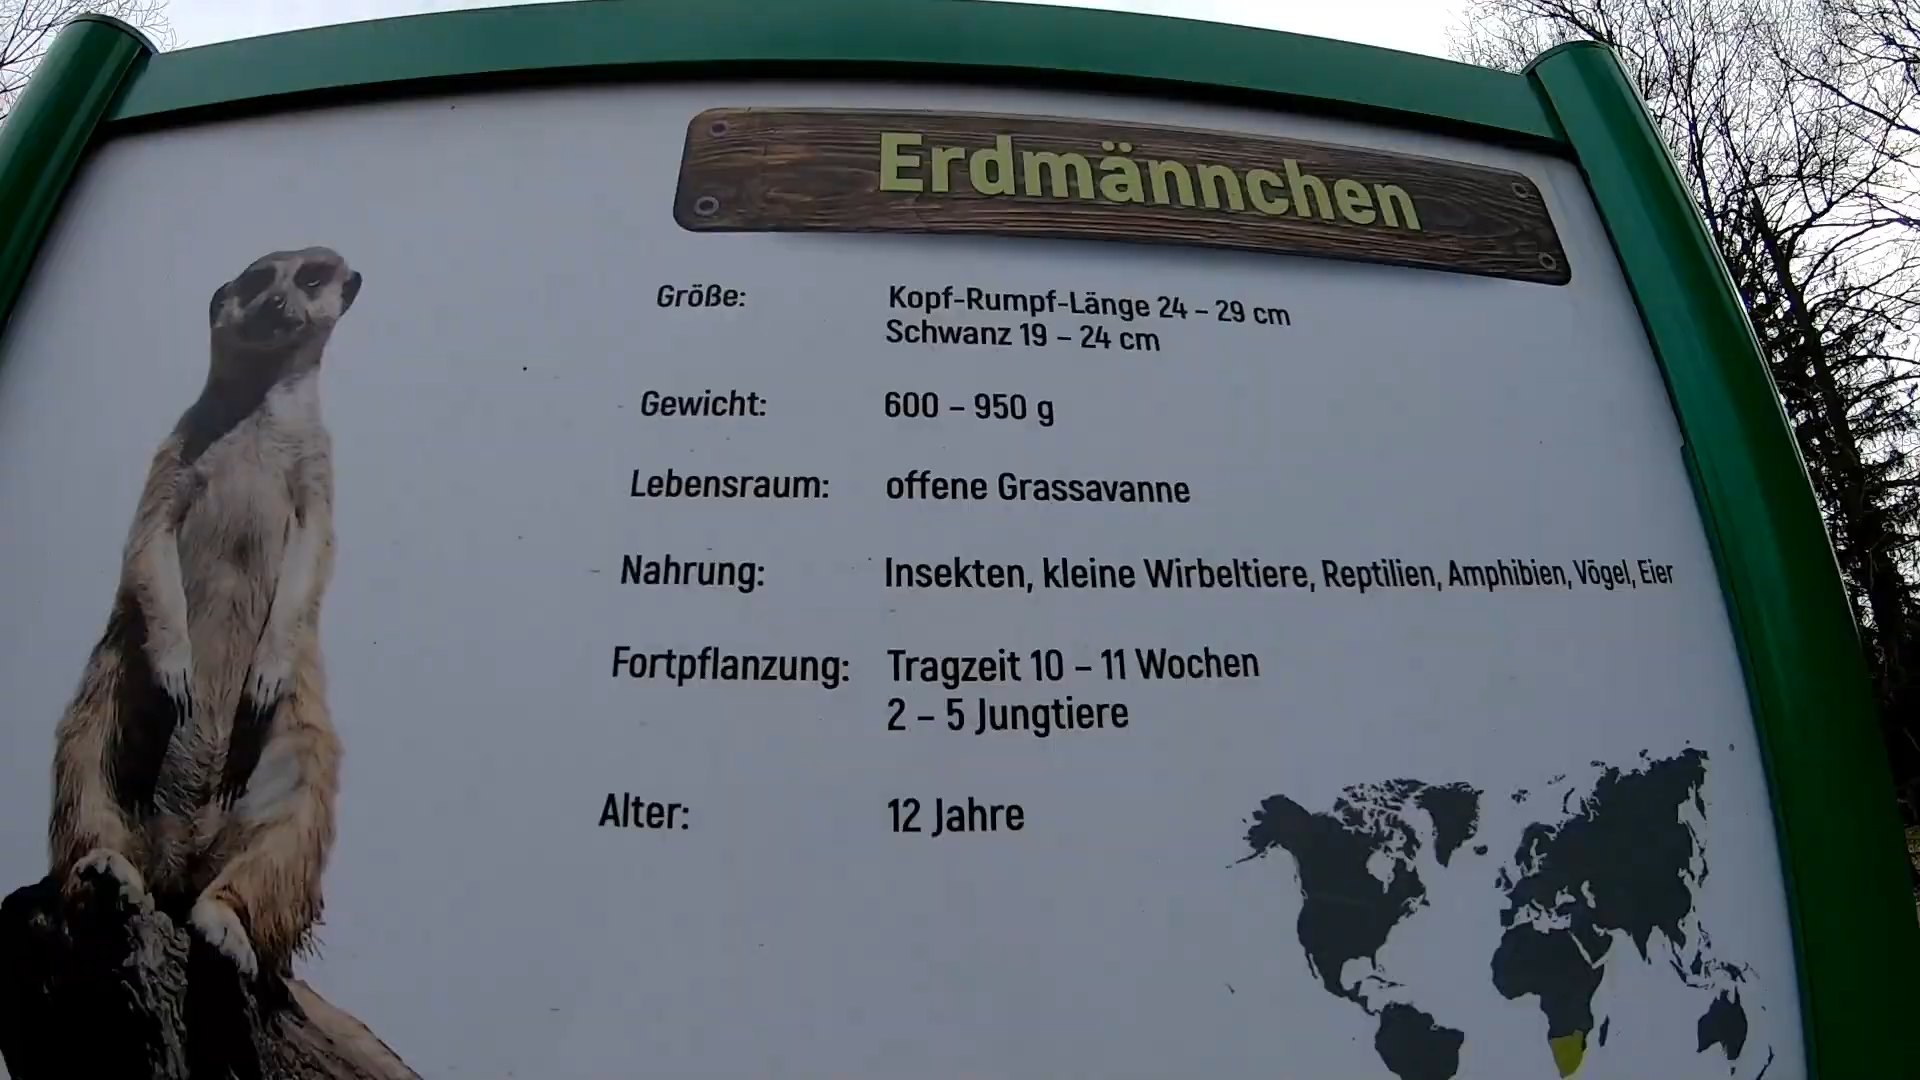 Erdmännchen
Größe: Kopf-Rumpf-Länge 24 – 29 cm
Schwanz 19 – 24 cm
Gewicht: 600 – 950 g
Lebensraum: offene Grassavanne
Nahrung: Insekten, kleine Wirbeltiere, Reptilien, Amphibien, Vögel, Eier
Fortpflanzung: Tragzeit 10 – 11 Wochen
2 – 5 Jungtiere
Alter: 12 Jahre